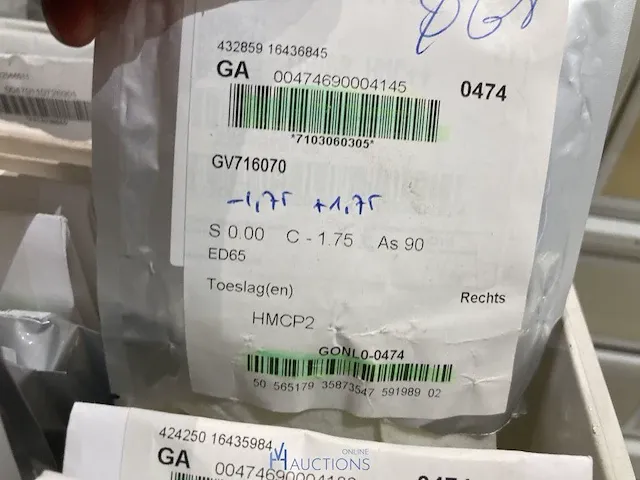 432859 16436845
GA 00474690004145 0474
*7103060305*
GV716070
-1,75 +1,75
S 0.00 C - 1.75 As 90
ED65
Toeslag(en) Rechts
HMCP2
GONL0-0474
50 565179 35873547 591989 02
424250 16435984
GA
ONLINE
AUCTIONS